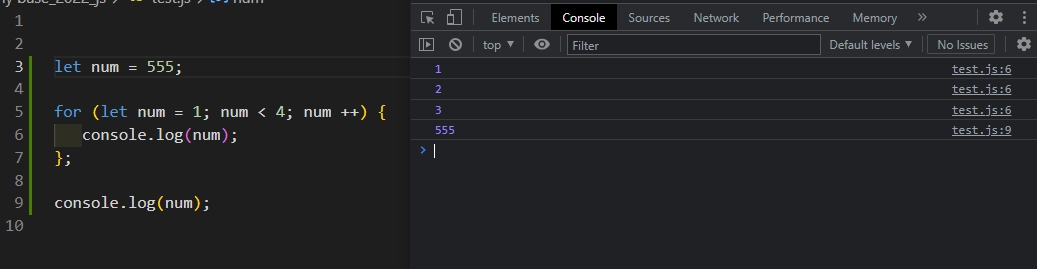 base_2022_js
test.js
num
1
2
3 let num = 555;
4
5 for (let num = 1; num < 4; num ++) {
6 console.log(num);
7 };
8
9 console.log(num);
10
Elements Console Sources Network Performance Memory »
top ▼ Filter Default levels ▼ No Issues
1 test.js:6
2 test.js:6
3 test.js:6
555 test.js:9
>